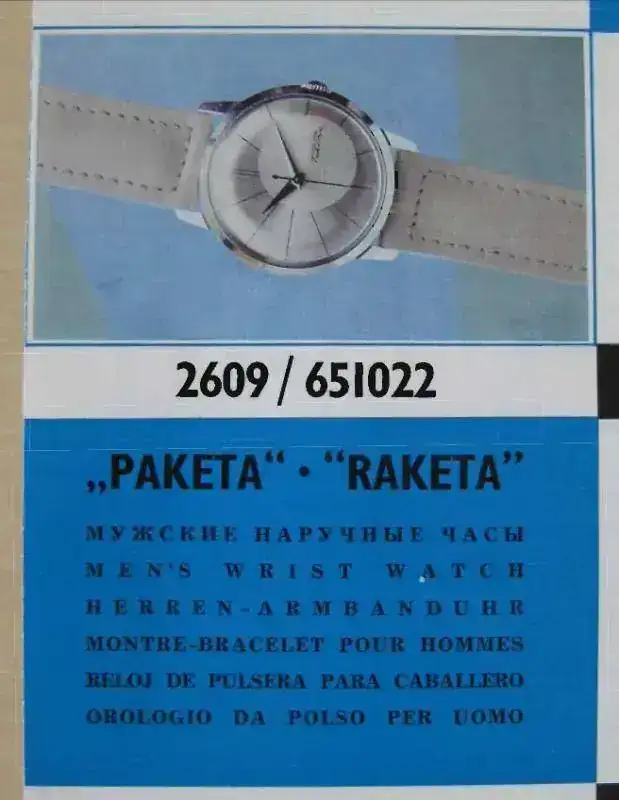 2609 / 651022
„РАКЕТА“ · “RAKETA”
МУЖСКИЕ НАРУЧНЫЕ ЧАСЫ
MEN'S WRIST WATCH
HERREN-ARMBANDUHR
MONTRE-BRACELET POUR HOMMES
RELOJ DE PULSERA PARA CABALLERO
OROLOGIO DA POLSO PER UOMO